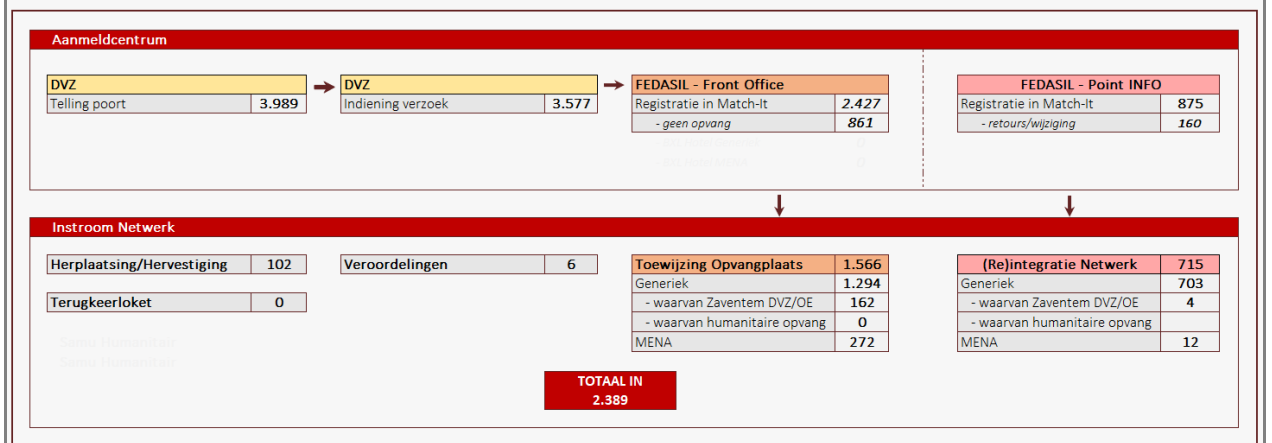 Aanmeldcentrum
DVZ
Telling poort 3.989
DVZ
Indiening verzoek 3.577
FEDASIL - Front Office
Registratie in Match-It 2.427
- geen opvang 861
FEDASIL - Point INFO
Registratie in Match-It 875
- retours/wijziging 160
Instroom Netwerk
Herplaatsing/Hervestiging 102
Terugkeerloket 0
Veroordelingen 6
Toewijzing Opvangplaats 1.566
Generiek 1.294
- waarvan Zaventem DVZ/OE 162
- waarvan humanitaire opvang 0
MENA 272
(Re)integratie Netwerk 715
Generiek 703
- waarvan Zaventem DVZ/OE 4
- waarvan humanitaire opvang
MENA 12
TOTAAL IN
2.389